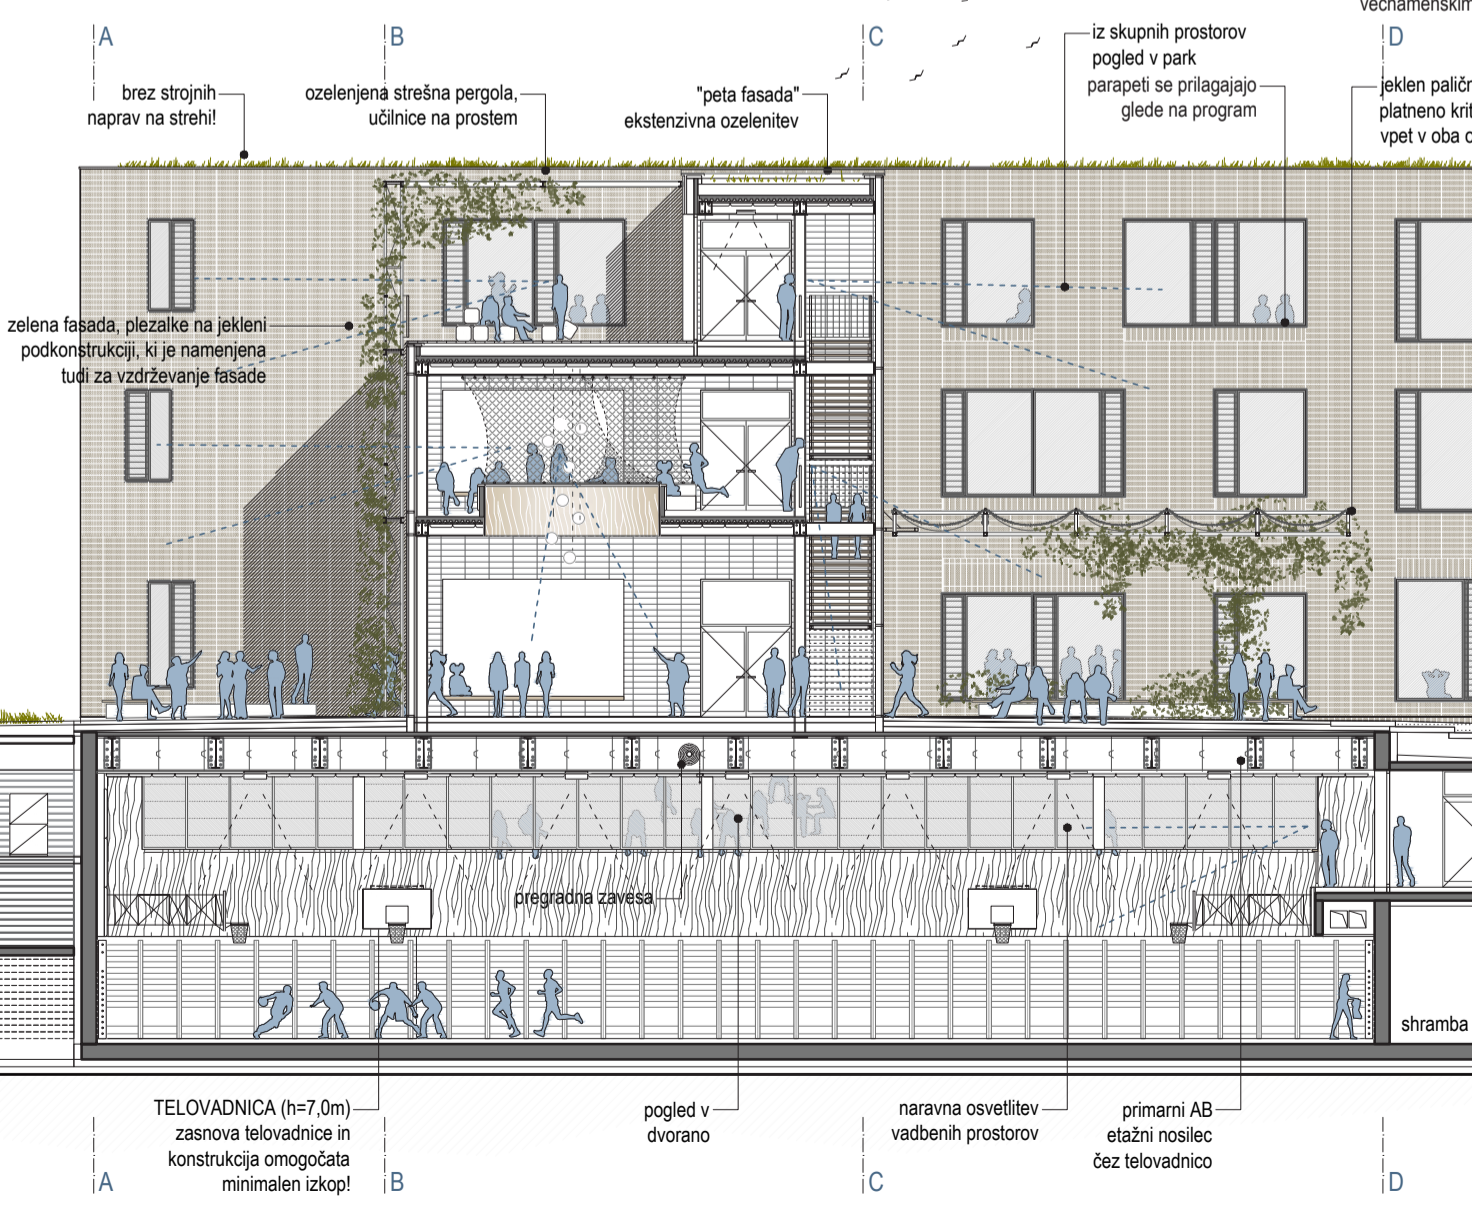 večnamenskim
A
B
C
D
brez strojnih
naprav na strehi!
ozelenjena strešna pergola,
učilnice na prostem
"peta fasada"
ekstenzivna ozelenitev
iz skupnih prostorov
pogled v park
parapeti se prilagajajo
glede na program
jeklen palič
platneno krit
vpet v oba o
zelena fasada, plezalke na jekleni
podkonstrukciji, ki je namenjena
tudi za vzdrževanje fasade
pregradna zavesa
shramba
TELOVADNICA (h=7,0m)
zasnova telovadnice in
konstrukcija omogočata
minimalen izkop!
pogled v
dvorano
naravna osvetlitev
vadbenih prostorov
primarni AB
etažni nosilec
čez telovadnico
A
B
C
D